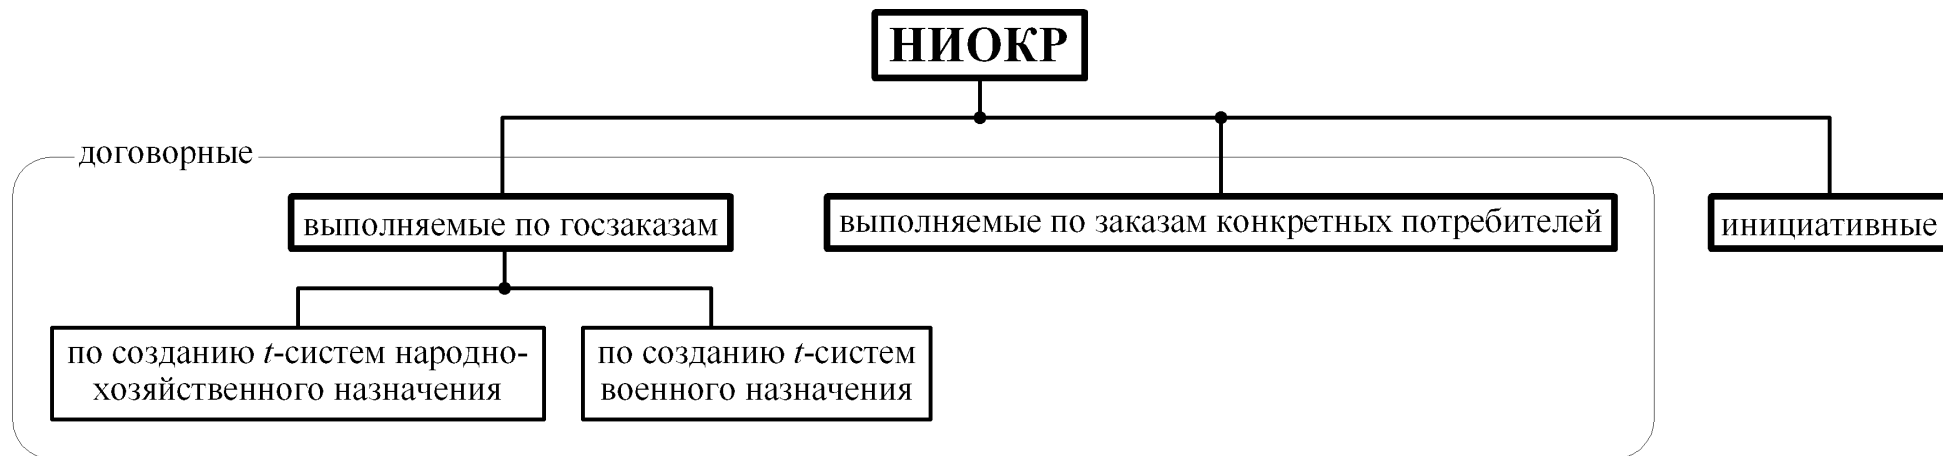 НИОКР
договорные
выполняемые по госзаказам
выполняемые по заказам конкретных потребителей
инициативные
по созданию t-систем народно-
хозяйственного назначения
по созданию t-систем
военного назначения